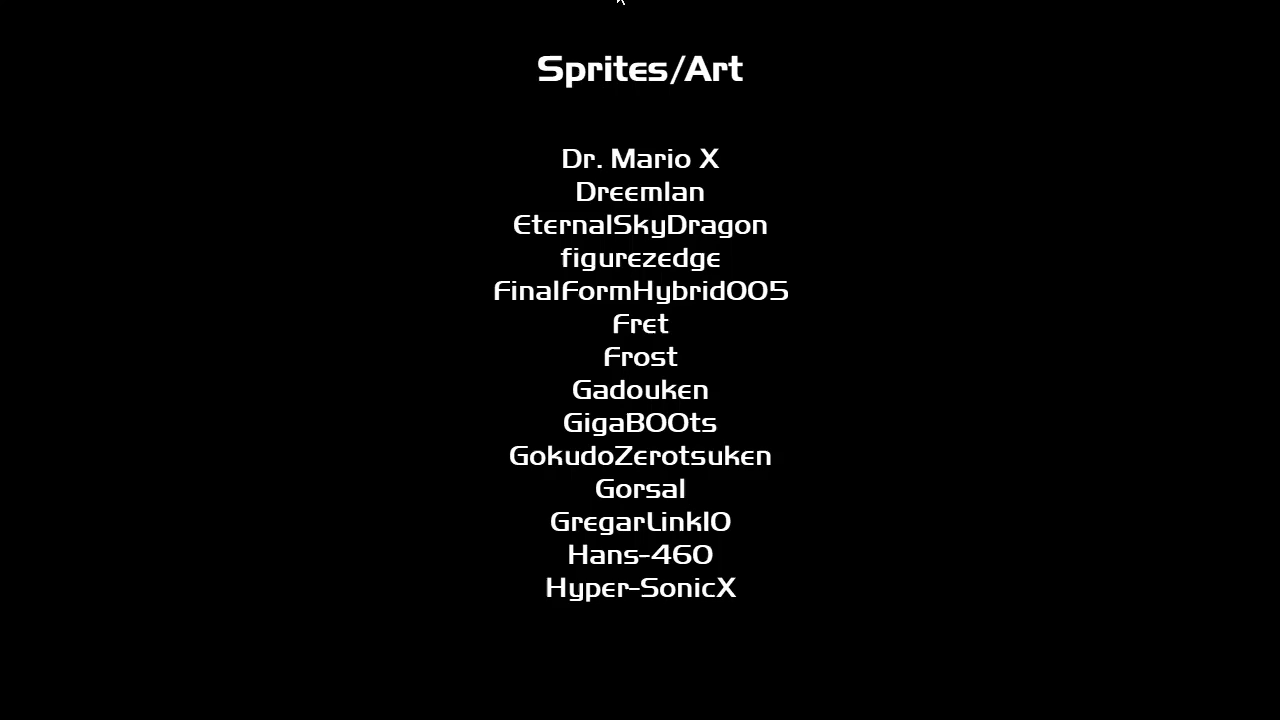 Sprites/Art
Dr. Mario X
Dreemlan
EternalSkyDragon
figurezedge
FinalFormHybrid005
Fret
Frost
Gadouken
GigaBOOts
GokudoZerotsuken
Gorsal
GregarLink10
Hans-460
Hyper-SonicX